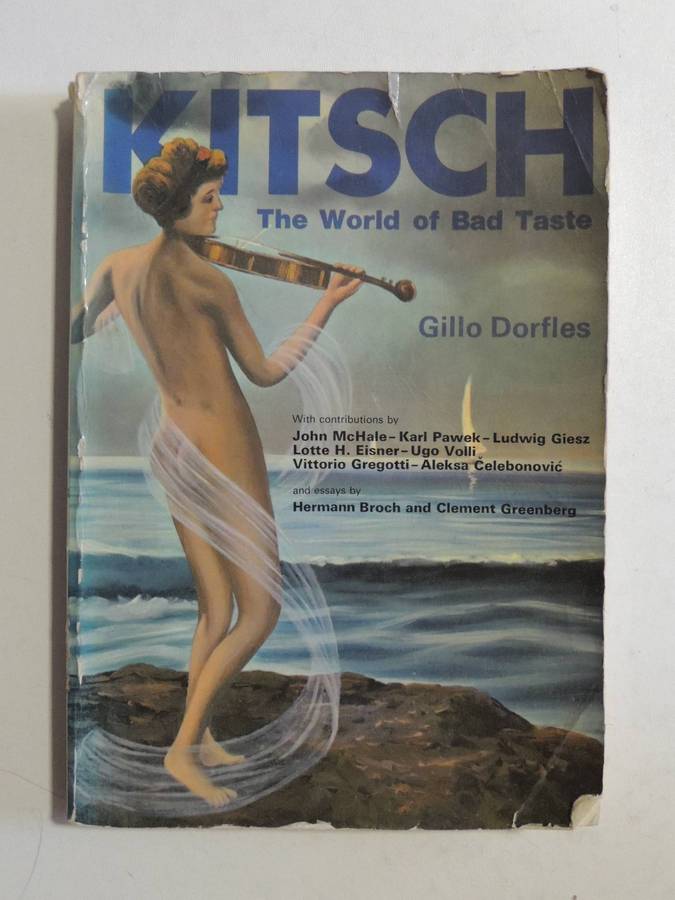 KITSCH
The World of Bad Taste
Gillo Dorfles
With contributions by
John McHale – Karl Pawek – Ludwig Giesz
Lotte H. Eisner – Ugo Volli
Vittorio Gregotti – Aleksa Čelebonović
and essays by
Hermann Broch and Clement Greenberg